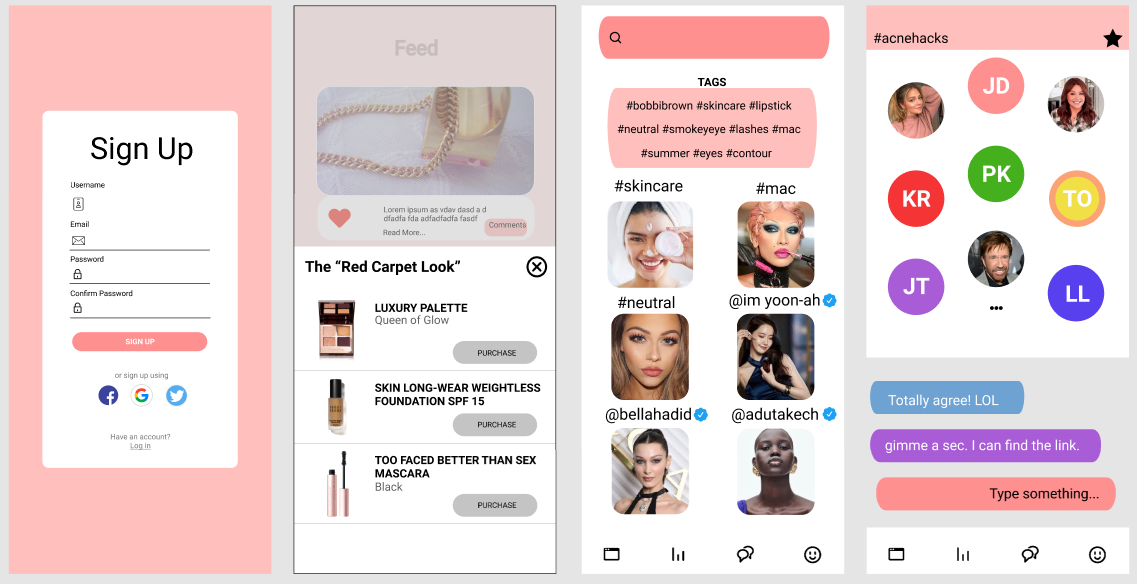 Sign Up
Username
Email
Password
Confirm Password
SIGN UP
or sign up using
Have an account?
Log in
Feed
Lorem ipsum as vdav dasd a d
dfadfa fda adfadfadfa fasdf
Read More...
Comments
The “Red Carpet Look”
LUXURY PALETTE
Queen of Glow
PURCHASE
SKIN LONG-WEAR WEIGHTLESS
FOUNDATION SPF 15
PURCHASE
TOO FACED BETTER THAN SEX
MASCARA
Black
PURCHASE
TAGS
#bobbibrown #skincare #lipstick
#neutral #smokeyeye #lashes #mac
#summer #eyes #contour
#skincare
#mac
#neutral
@im yoon-ah
@bellahadid
@adutakech
#acnehacks
JD
PK
KR
TO
JT
LL
Totally agree! LOL
gimme a sec. I can find the link.
Type something...